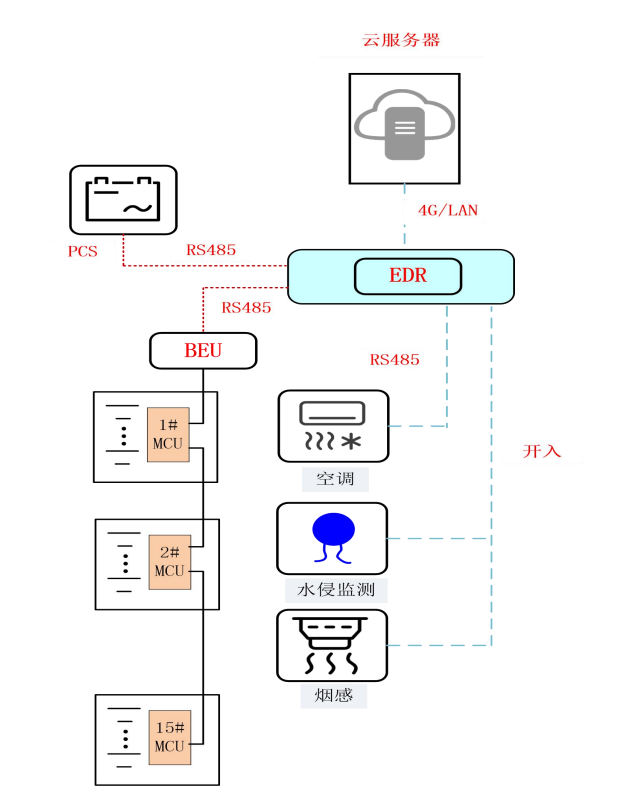 云服务器
4G/LAN
PCS
RS485
EDR
RS485
BEU
RS485
1#
MCU
空调
开入
2#
MCU
水侵监测
烟感
15#
MCU